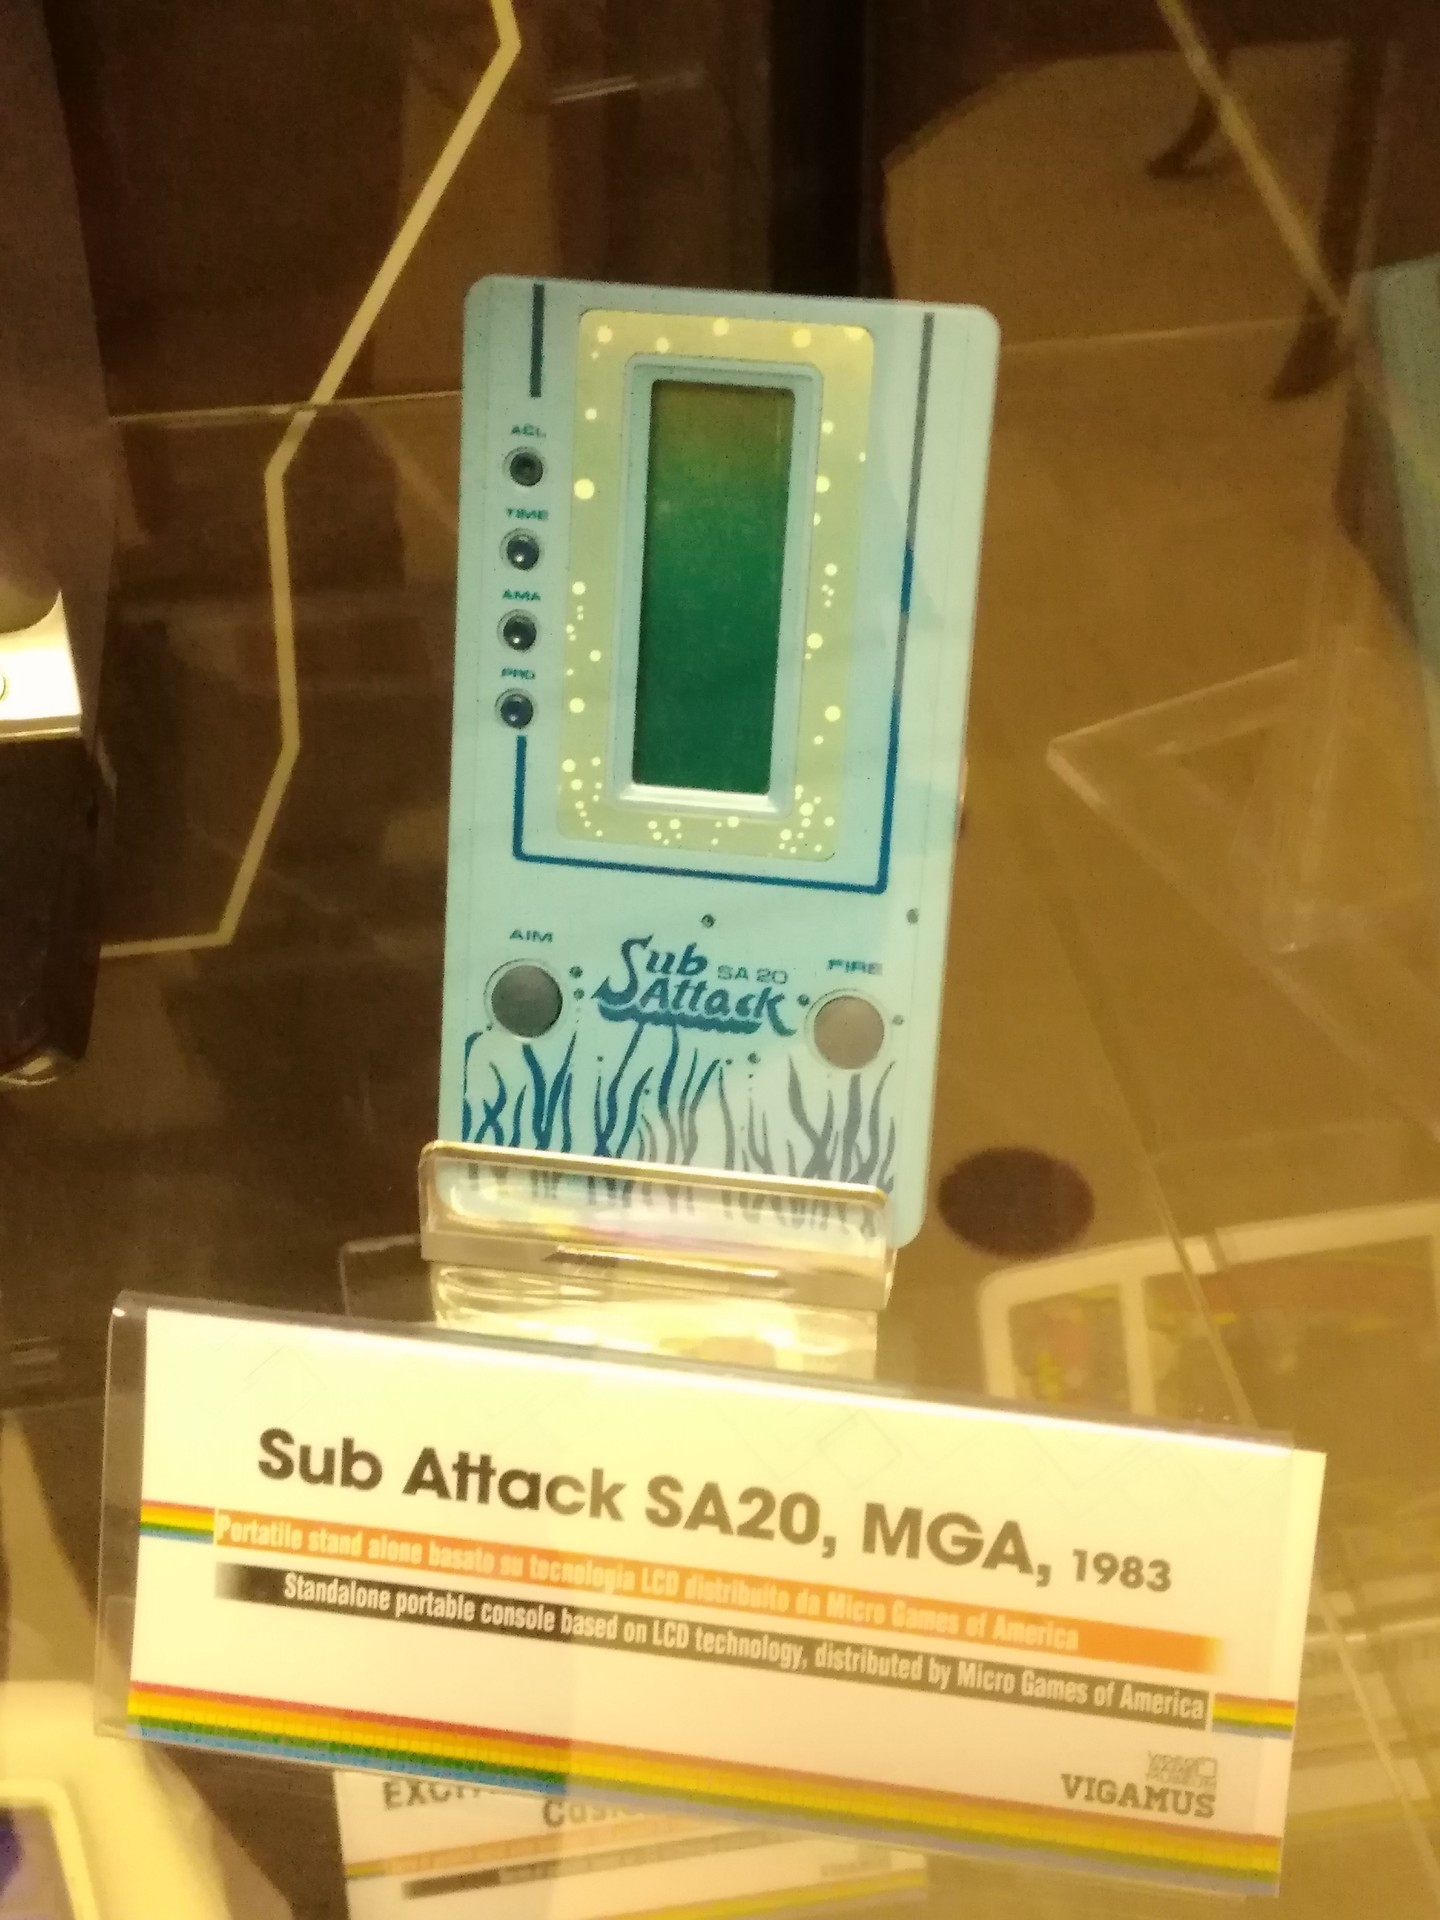 ACL
TIME
AMA
PRO
AIM
Sub SA 20
Attack
FIRE
Sub Attack SA20, MGA, 1983
Portatile stand alone basato su tecnologia LCD distribuito da Micro Games of America
Standalone portable console based on LCD technology, distributed by Micro Games of America
VIGAMUS